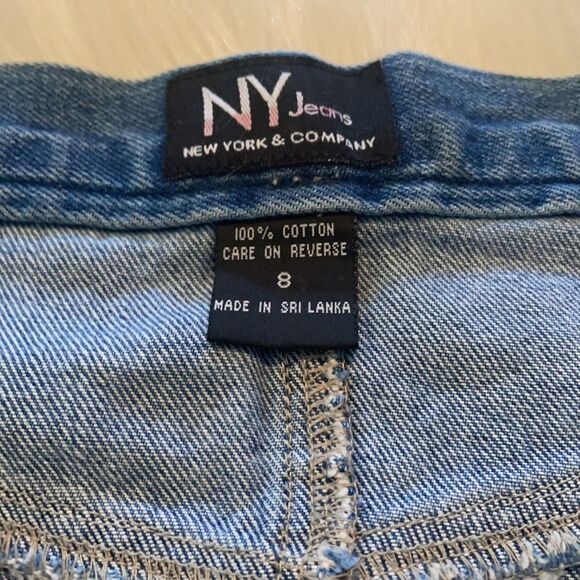 NY Jeans
NEW YORK & COMPANY
100% COTTON
CARE ON REVERSE
8
MADE IN SRI LANKA